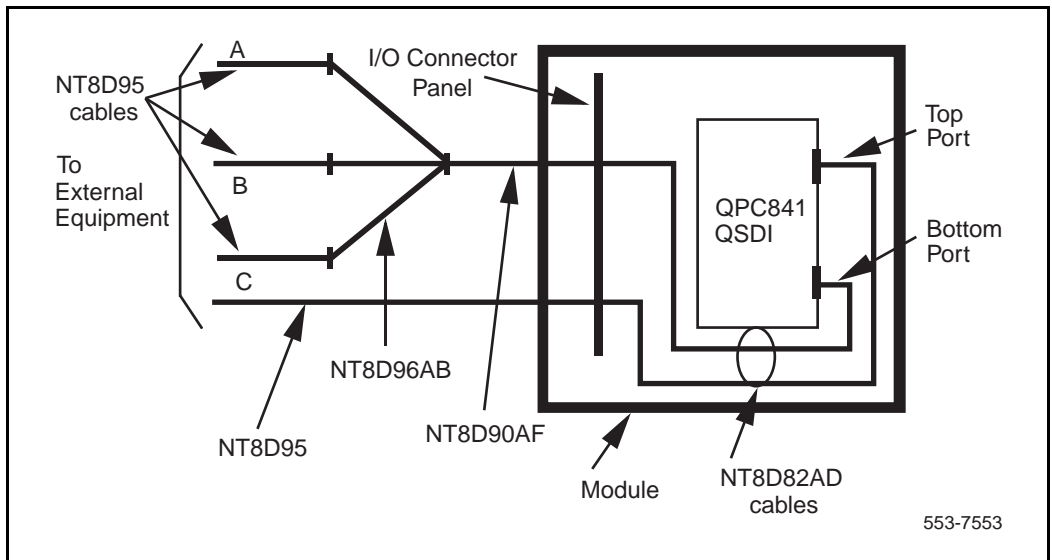 A
I/O Connector
Panel
NT8D95
cables
Top
Port
To
External
Equipment
B
QPC841
QSDI
Bottom
Port
C
NT8D96AB
NT8D90AF
NT8D95
Module
NT8D82AD
cables
553-7553